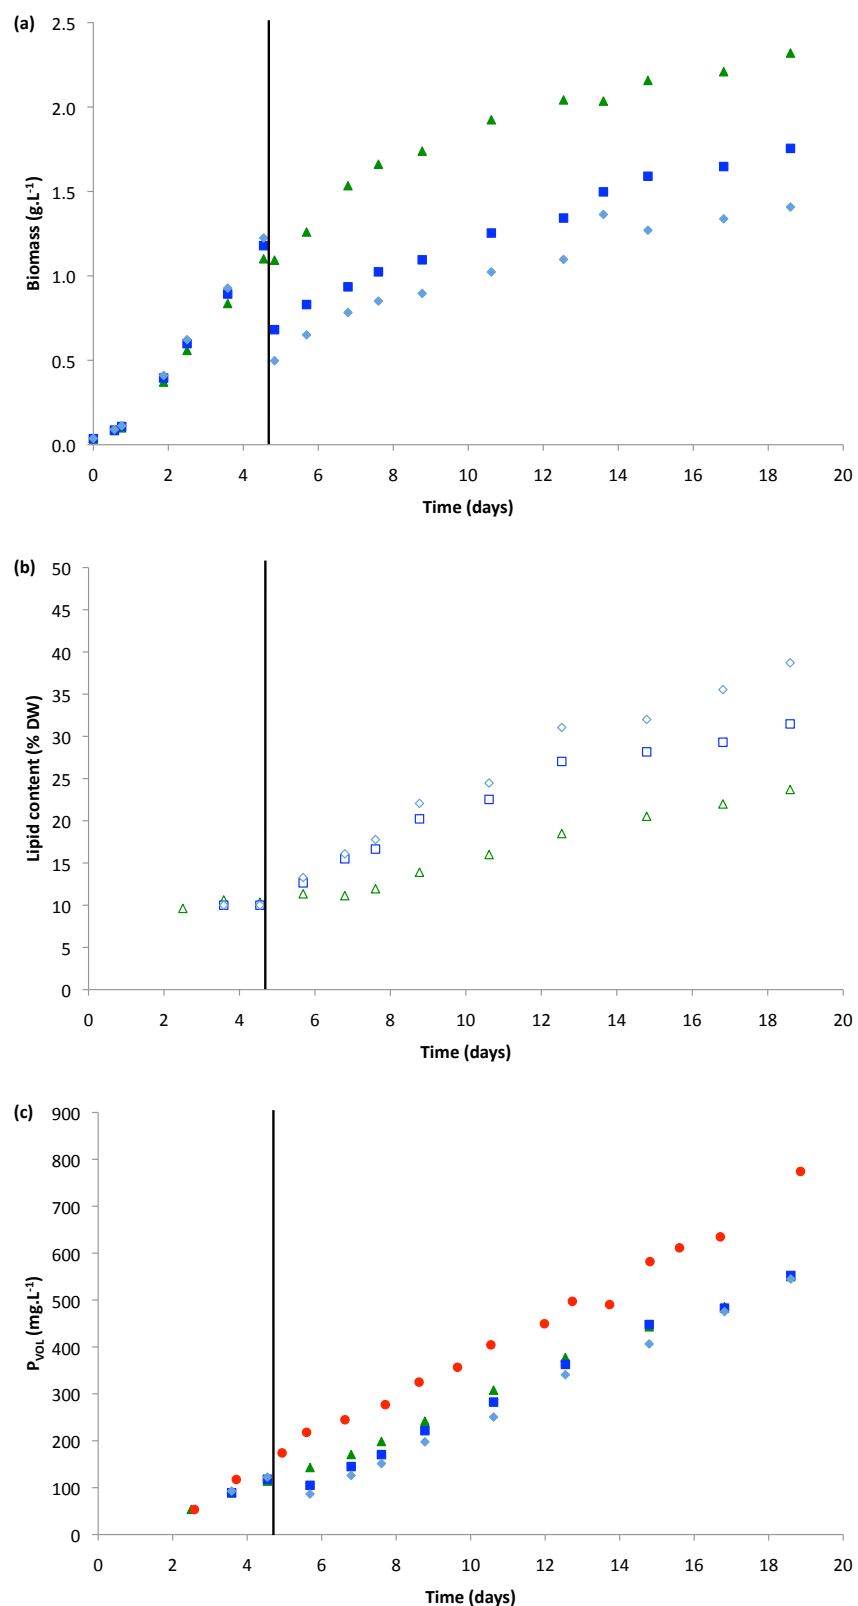 (a)
2.5
2.0
1.5
1.0
0.5
0.0
Biomass (g.L⁻¹)
0 2 4 6 8 10 12 14 16 18 20
Time (days)
(b)
50
45
40
35
30
25
20
15
10
5
0
Lipid content (% DW)
0 2 4 6 8 10 12 14 16 18 20
Time (days)
(c)
900
800
700
600
500
400
300
200
100
0
P_VOL (mg.L⁻¹)
0 2 4 6 8 10 12 14 16 18 20
Time (days)